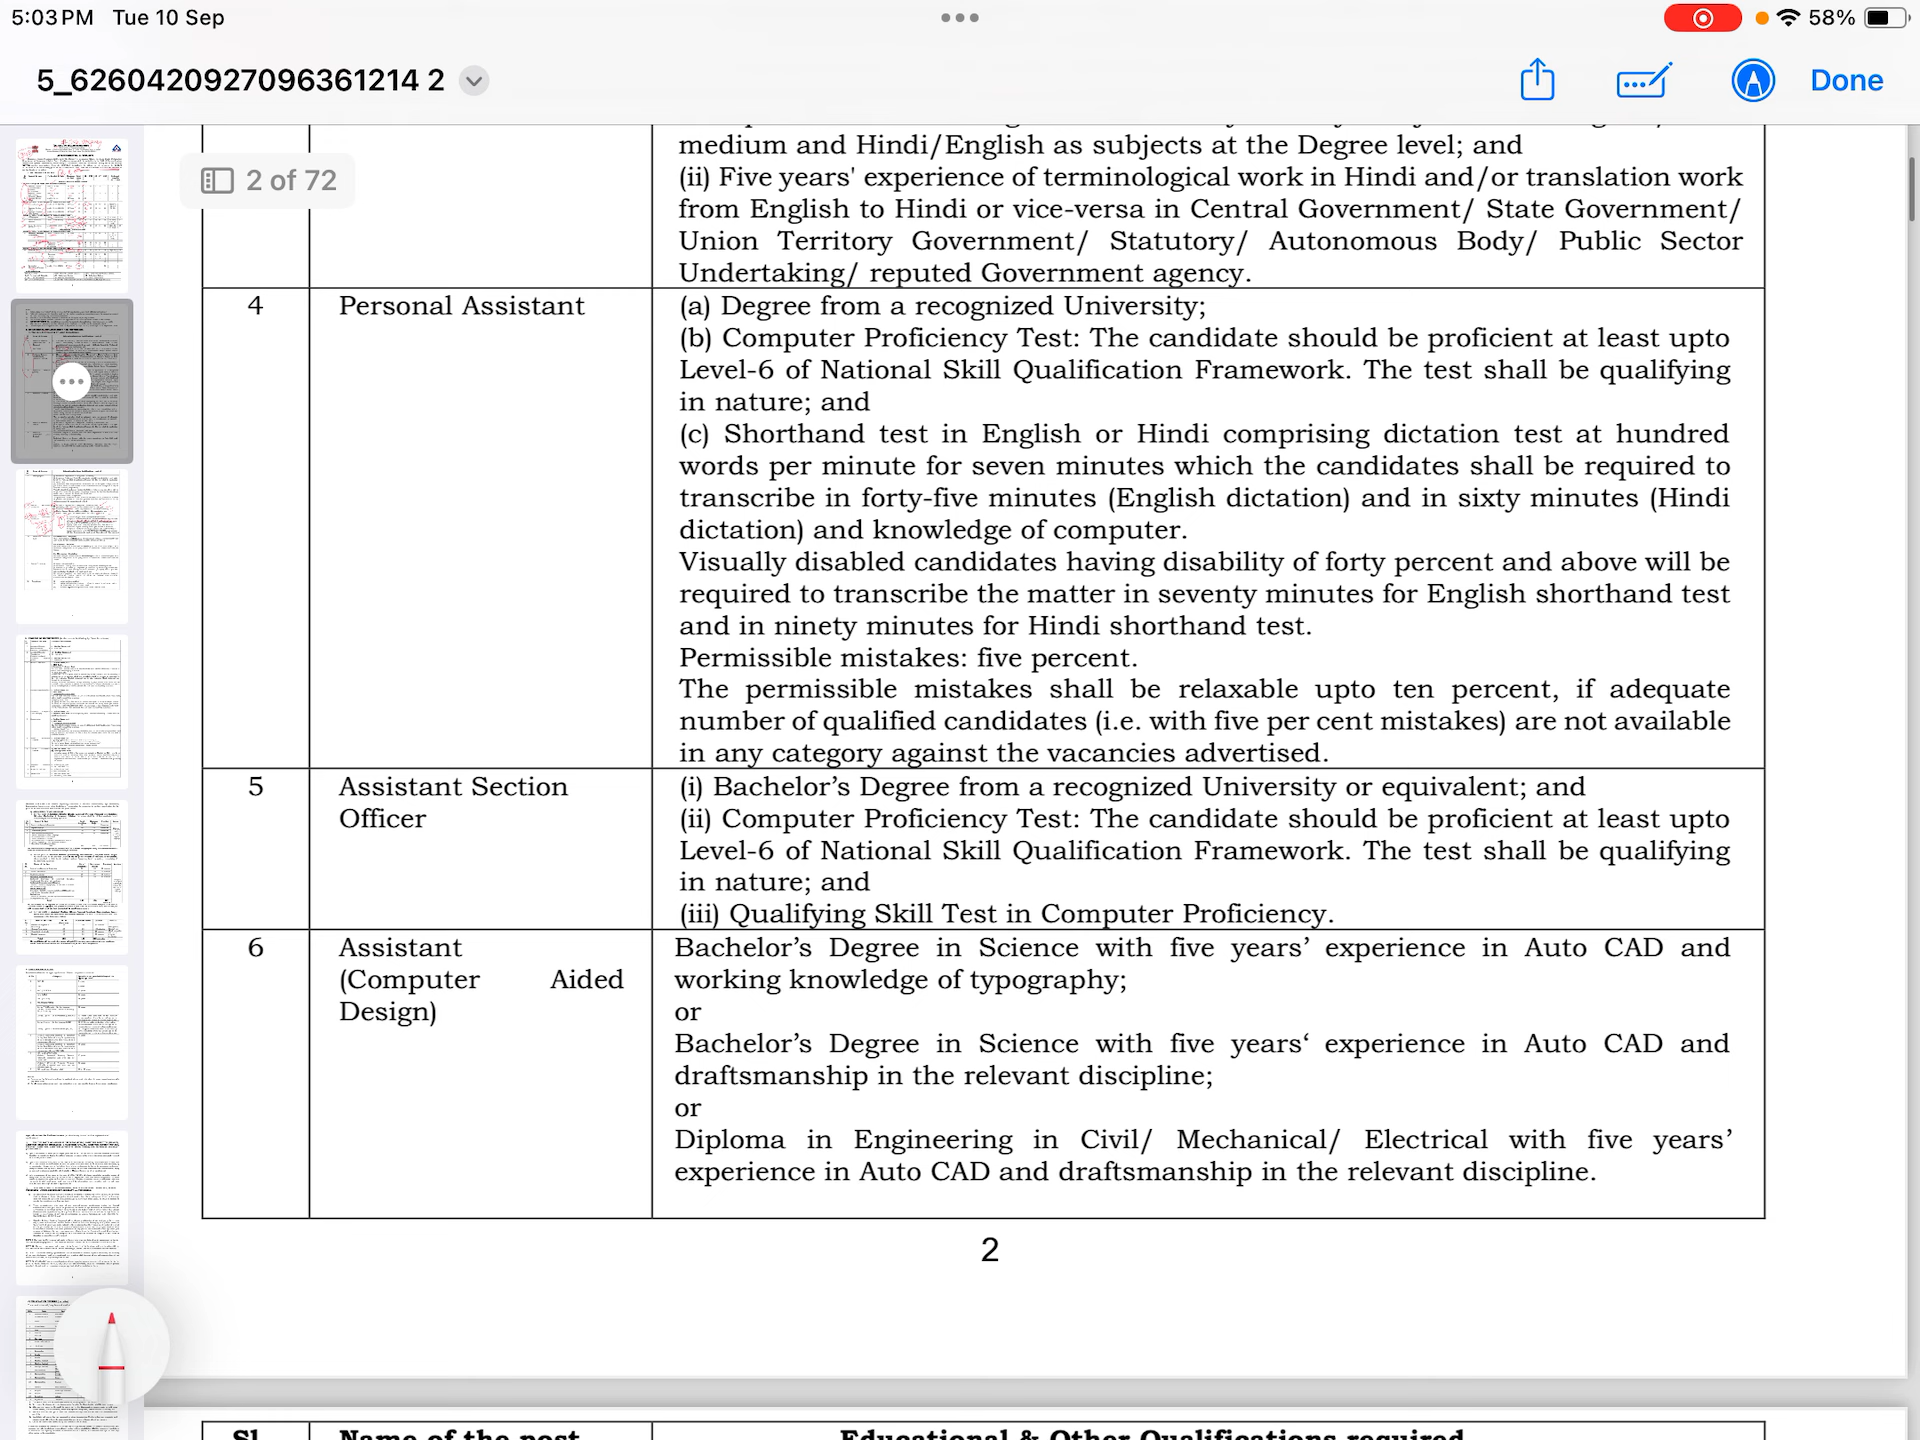 5:03 PM Tue 10 Sep
58%
5_6260420927096361214 2
Done
2 of 72
medium and Hindi/English as subjects at the Degree level; and
(ii) Five years' experience of terminological work in Hindi and/or translation work
from English to Hindi or vice-versa in Central Government/ State Government/
Union Territory Government/ Statutory/ Autonomous Body/ Public Sector
Undertaking/ reputed Government agency.
4
Personal Assistant
(a) Degree from a recognized University;
(b) Computer Proficiency Test: The candidate should be proficient at least upto
Level-6 of National Skill Qualification Framework. The test shall be qualifying
in nature; and
(c) Shorthand test in English or Hindi comprising dictation test at hundred
words per minute for seven minutes which the candidates shall be required to
transcribe in forty-five minutes (English dictation) and in sixty minutes (Hindi
dictation) and knowledge of computer.
Visually disabled candidates having disability of forty percent and above will be
required to transcribe the matter in seventy minutes for English shorthand test
and in ninety minutes for Hindi shorthand test.
Permissible mistakes: five percent.
The permissible mistakes shall be relaxable upto ten percent, if adequate
number of qualified candidates (i.e. with five per cent mistakes) are not available
in any category against the vacancies advertised.
5
Assistant Section
Officer
(i) Bachelor’s Degree from a recognized University or equivalent; and
(ii) Computer Proficiency Test: The candidate should be proficient at least upto
Level-6 of National Skill Qualification Framework. The test shall be qualifying
in nature; and
(iii) Qualifying Skill Test in Computer Proficiency.
6
Assistant
(Computer Aided
Design)
Bachelor’s Degree in Science with five years’ experience in Auto CAD and
working knowledge of typography;
or
Bachelor’s Degree in Science with five years‘ experience in Auto CAD and
draftsmanship in the relevant discipline;
or
Diploma in Engineering in Civil/ Mechanical/ Electrical with five years’
experience in Auto CAD and draftsmanship in the relevant discipline.
2
Sl Name of the post Educational & Other Qualifications required